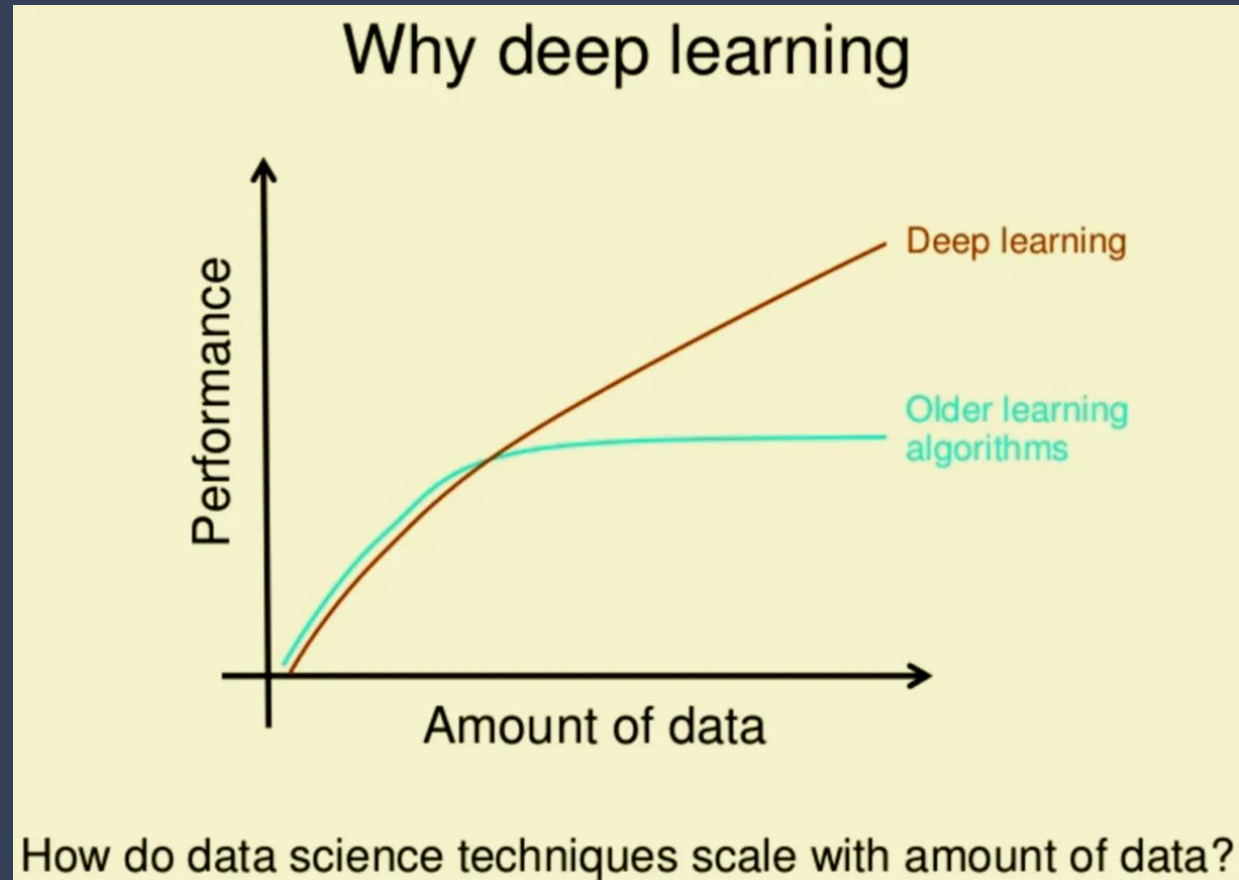 Why deep learning
Performance
Deep learning
Older learning
algorithms
Amount of data
How do data science techniques scale with amount of data?